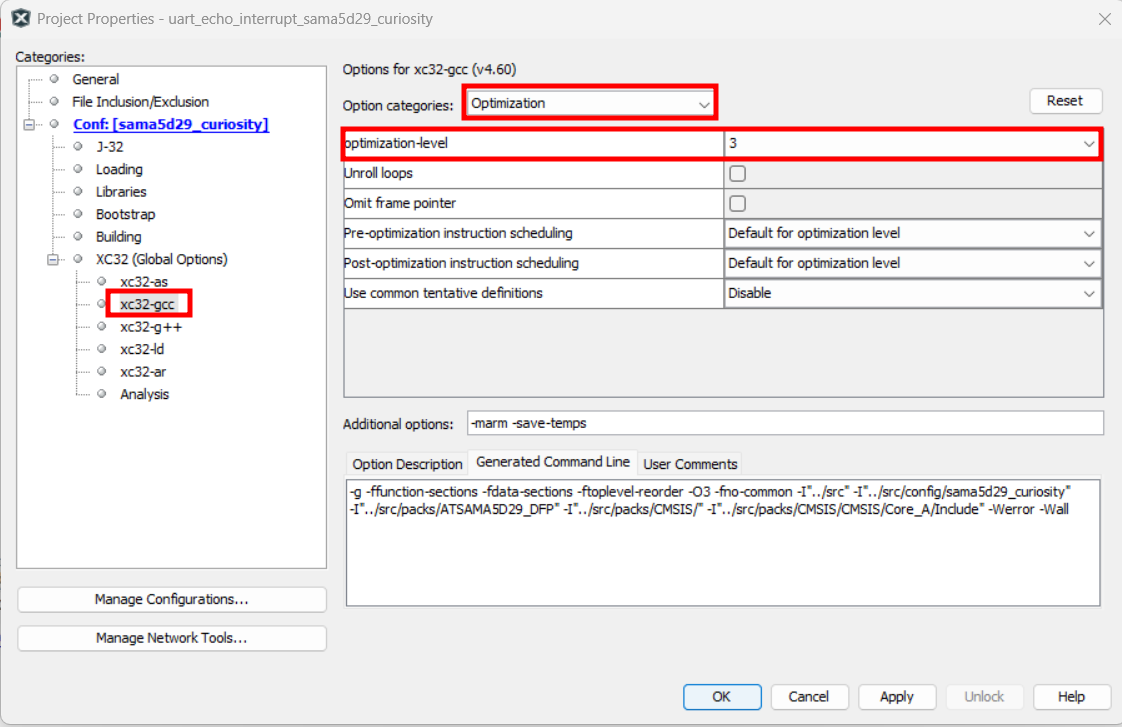 Project Properties - uart_echo_interrupt_sama5d29_curiosity
Categories:
General
File Inclusion/Exclusion
Conf: [sama5d29_curiosity]
J-32
Loading
Libraries
Bootstrap
Building
XC32 (Global Options)
xc32-as
xc32-gcc
xc32-g++
xc32-ld
xc32-ar
Analysis
Manage Configurations...
Manage Network Tools...
Options for xc32-gcc (v4.60)
Option categories: Optimization Reset
optimization-level 3
Unroll loops
Omit frame pointer
Pre-optimization instruction scheduling Default for optimization level
Post-optimization instruction scheduling Default for optimization level
Use common tentative definitions Disable
Additional options: -marm -save-temps
Option Description Generated Command Line User Comments
-g -ffunction-sections -fdata-sections -ftoplevel-reorder -O3 -fno-common -I"../src" -I"../src/config/sama5d29_curiosity"
-I"../src/packs/ATSAMA5D29_DFP" -I"../src/packs/CMSIS/" -I"../src/packs/CMSIS/CMSIS/Core_A/Include" -Werror -Wall
OK Cancel Apply Unlock Help